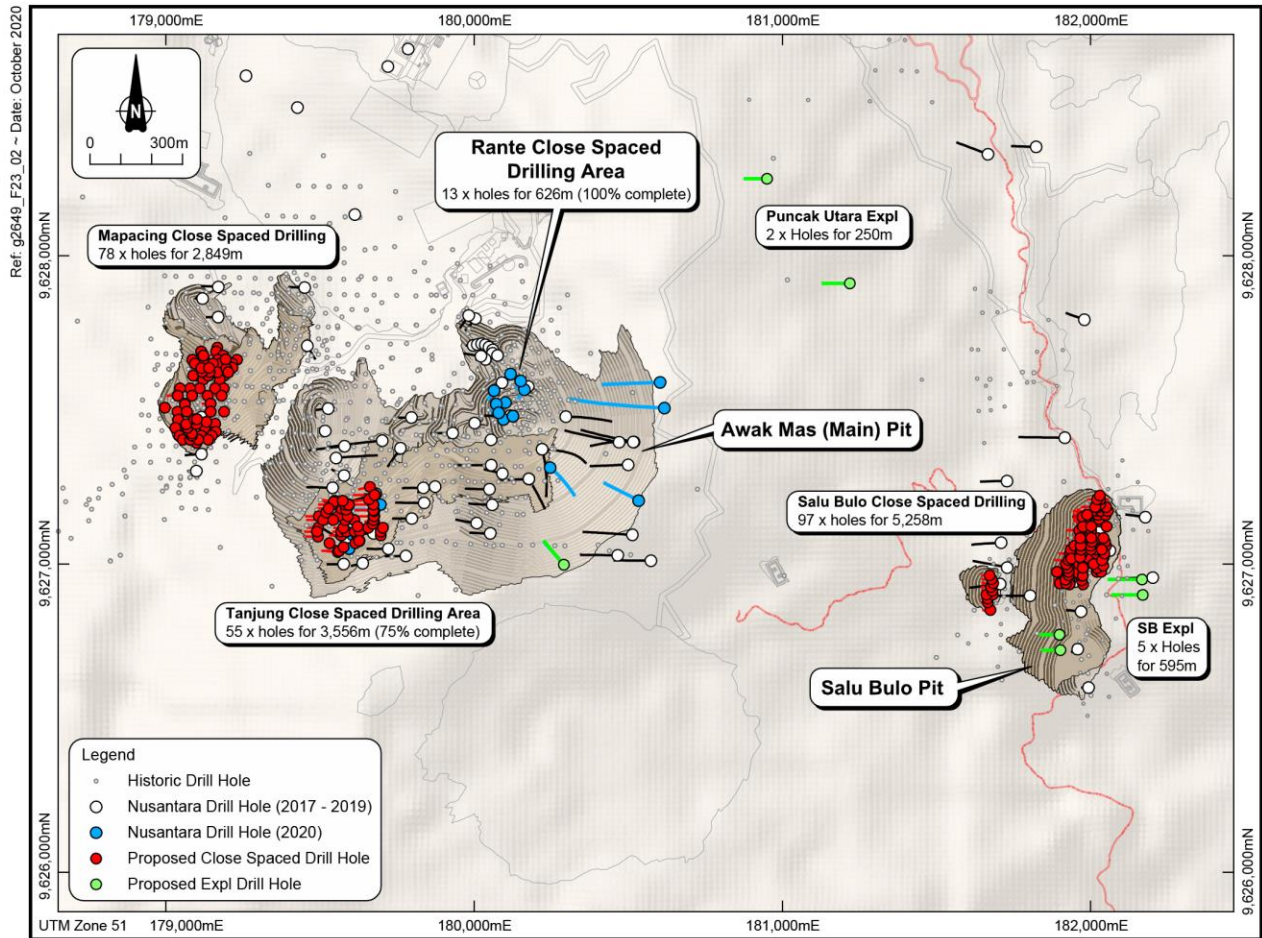 Ref: g2649_F23_02 ~ Date: October 2020
179,000mE
180,000mE
181,000mE
182,000mE
N
0 300m
Rante Close Spaced
Drilling Area
13 x holes for 626m (100% complete)
Puncak Utara Expl
2 x Holes for 250m
Mapacing Close Spaced Drilling
78 x holes for 2,849m
9,628,000mN
9,628,000mN
Awak Mas (Main) Pit
Salu Bulo Close Spaced Drilling
97 x holes for 5,258m
9,627,000mN
9,627,000mN
Tanjung Close Spaced Drilling Area
55 x holes for 3,556m (75% complete)
SB Expl
5 x Holes
for 595m
Salu Bulo Pit
Legend
Historic Drill Hole
Nusantara Drill Hole (2017 - 2019)
Nusantara Drill Hole (2020)
Proposed Close Spaced Drill Hole
Proposed Expl Drill Hole
9,626,000mN
9,626,000mN
UTM Zone 51
179,000mE
180,000mE
181,000mE
182,000mE